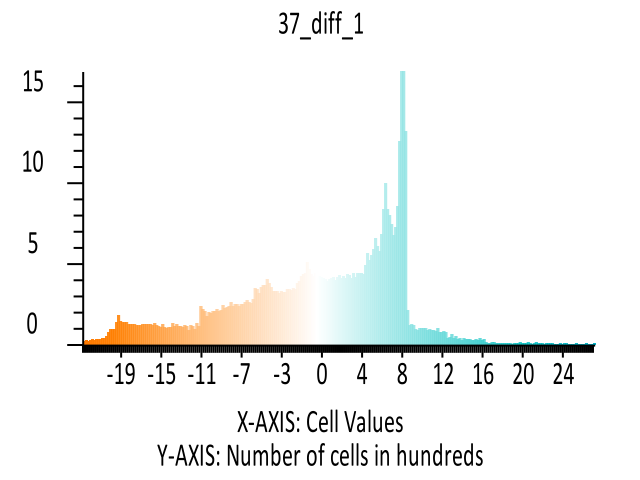 37_diff_1
15
10
5
0
-19 -15 -11 -7 -3 0 4 8 12 16 20 24
X-AXIS: Cell Values
Y-AXIS: Number of cells in hundreds